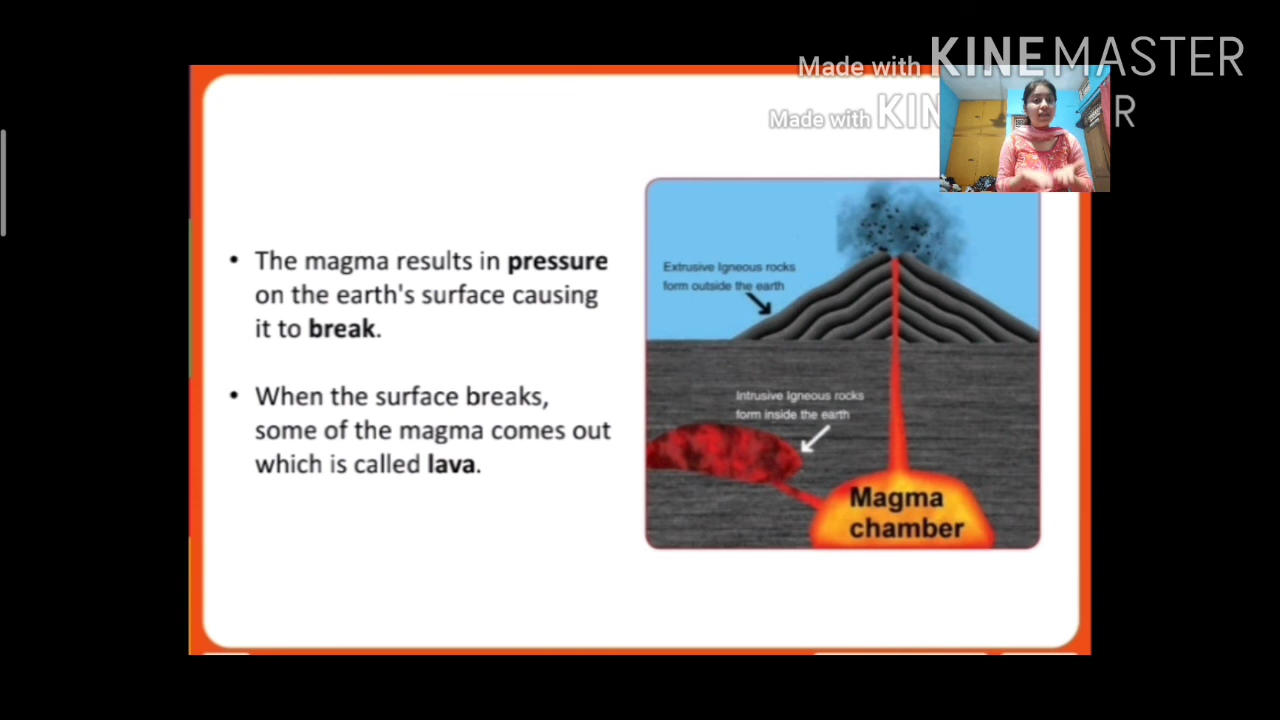 Made with KINEMASTER
Made with KIN R
• The magma results in pressure
on the earth's surface causing
it to break.
• When the surface breaks,
some of the magma comes out
which is called lava.
Extrusive Igneous rocks
form outside the earth
Intrusive Igneous rocks
form inside the earth
Magma
chamber